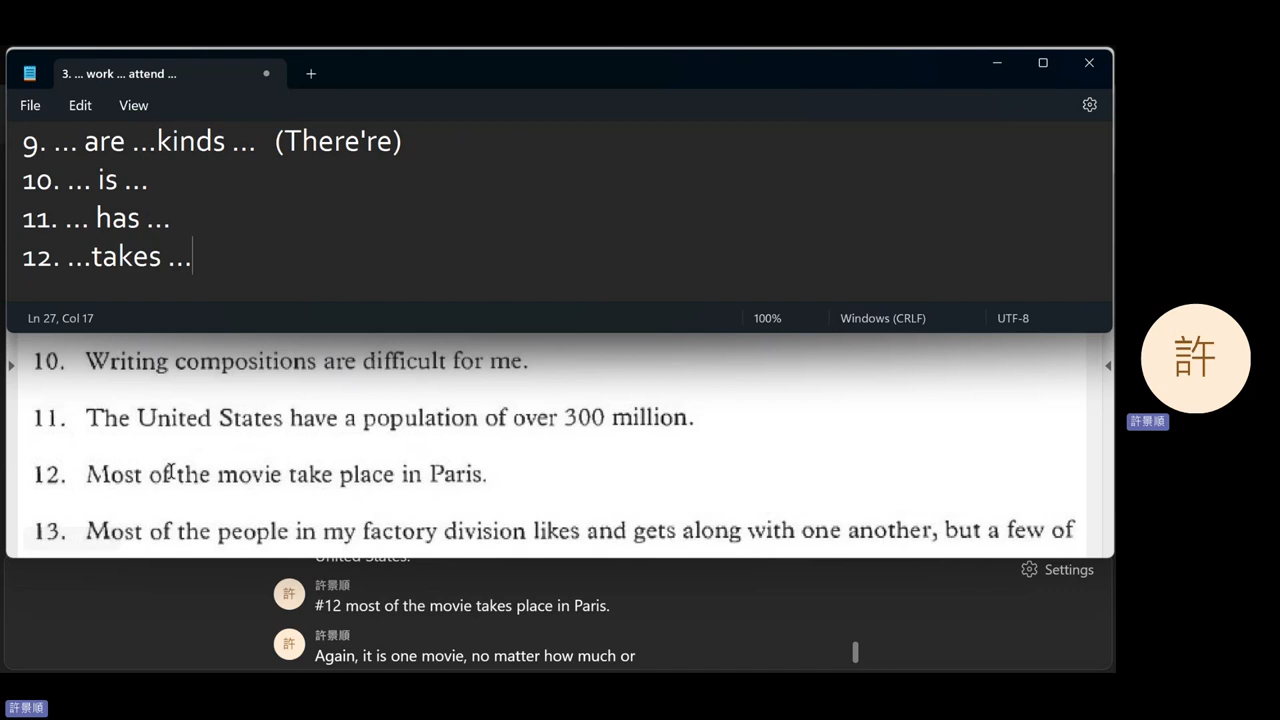 3. ... work ... attend ...
File Edit View
9. ... are ...kinds ... (There're)
10. ... is ...
11. ... has ...
12. ...takes ...
Ln 27, Col 17 100% Windows (CRLF) UTF-8
10. Writing compositions are difficult for me.
11. The United States have a population of over 300 million.
12. Most of the movie take place in Paris.
13. Most of the people in my factory division likes and gets along with one another, but a few of
United States.
Settings
許景順
#12 most of the movie takes place in Paris.
許景順
Again, it is one movie, no matter how much or
許
許
許
許景順
許景順